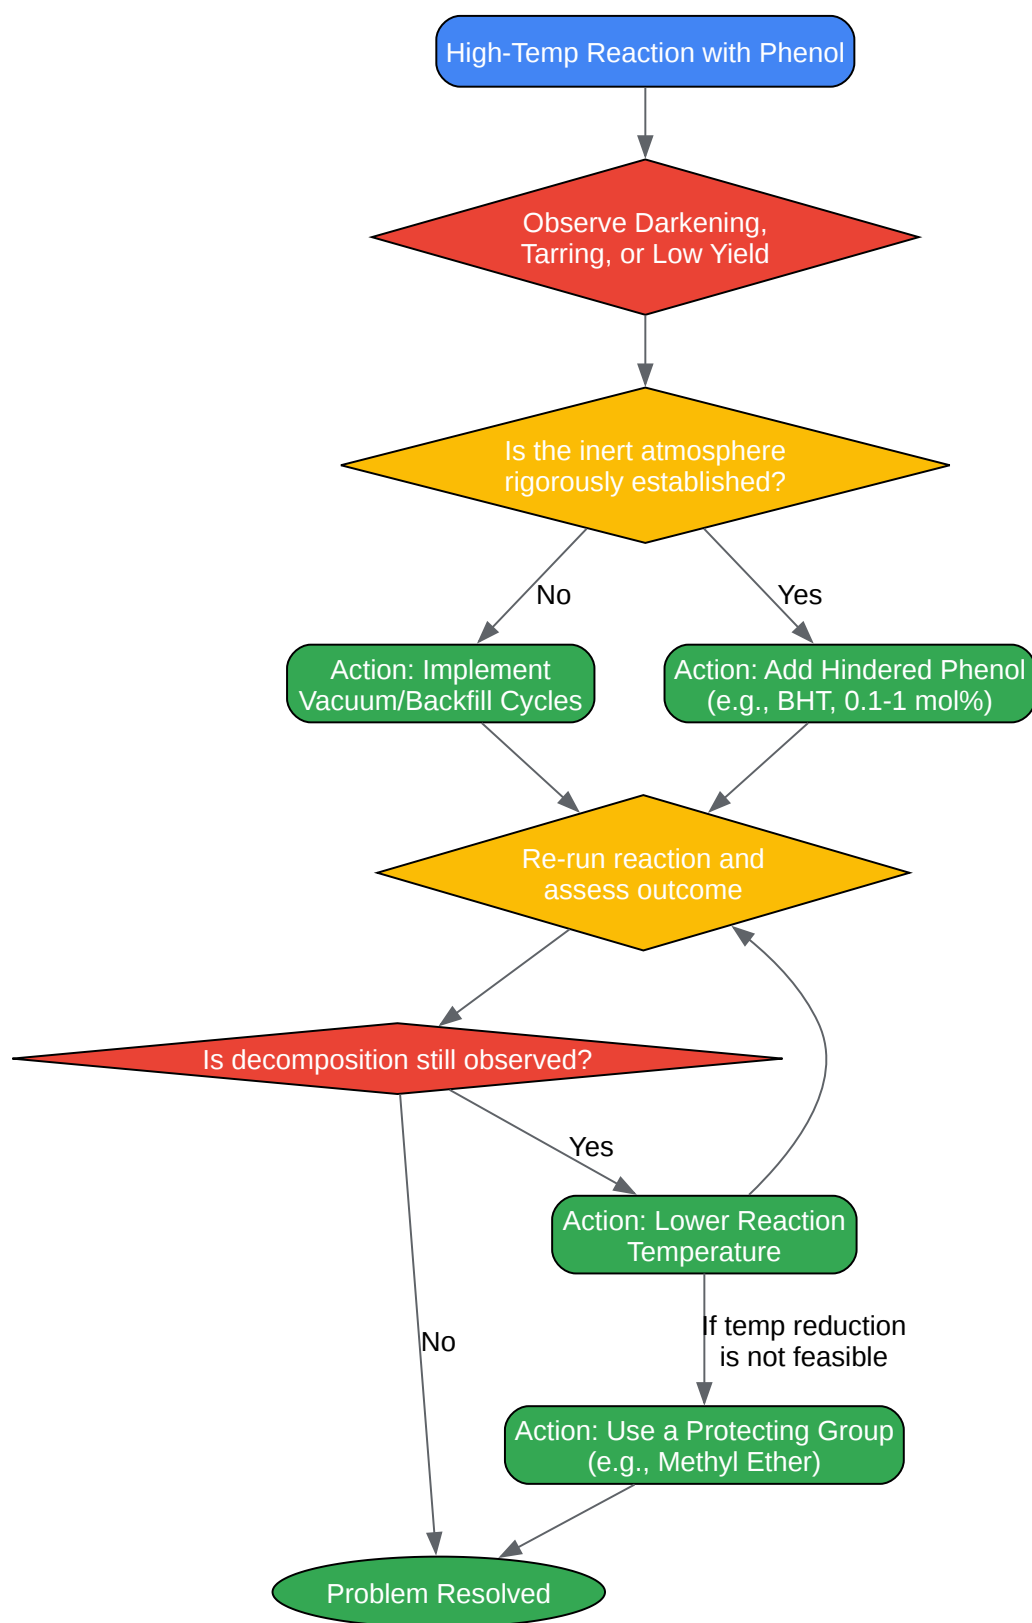 High-Temp Reaction with Phenol
Observe Darkening,
Tarring, or Low Yield
Is the inert atmosphere
rigorously established?
No
Yes
Action: Implement
Vacuum/Backfill Cycles
Action: Add Hindered Phenol
(e.g., BHT, 0.1-1 mol%)
Re-run reaction and
assess outcome
Is decomposition still observed?
Yes
Action: Lower Reaction
Temperature
No
If temp reduction
is not feasible
Action: Use a Protecting Group
(e.g., Methyl Ether)
Problem Resolved